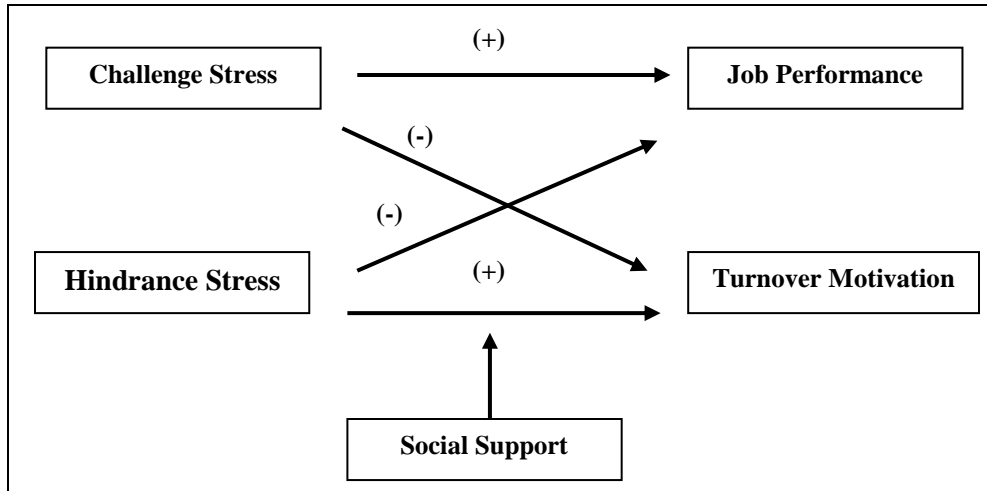 (+)
Challenge Stress
Job Performance
(-)
(-)
Hindrance Stress
(+)
Turnover Motivation
Social Support